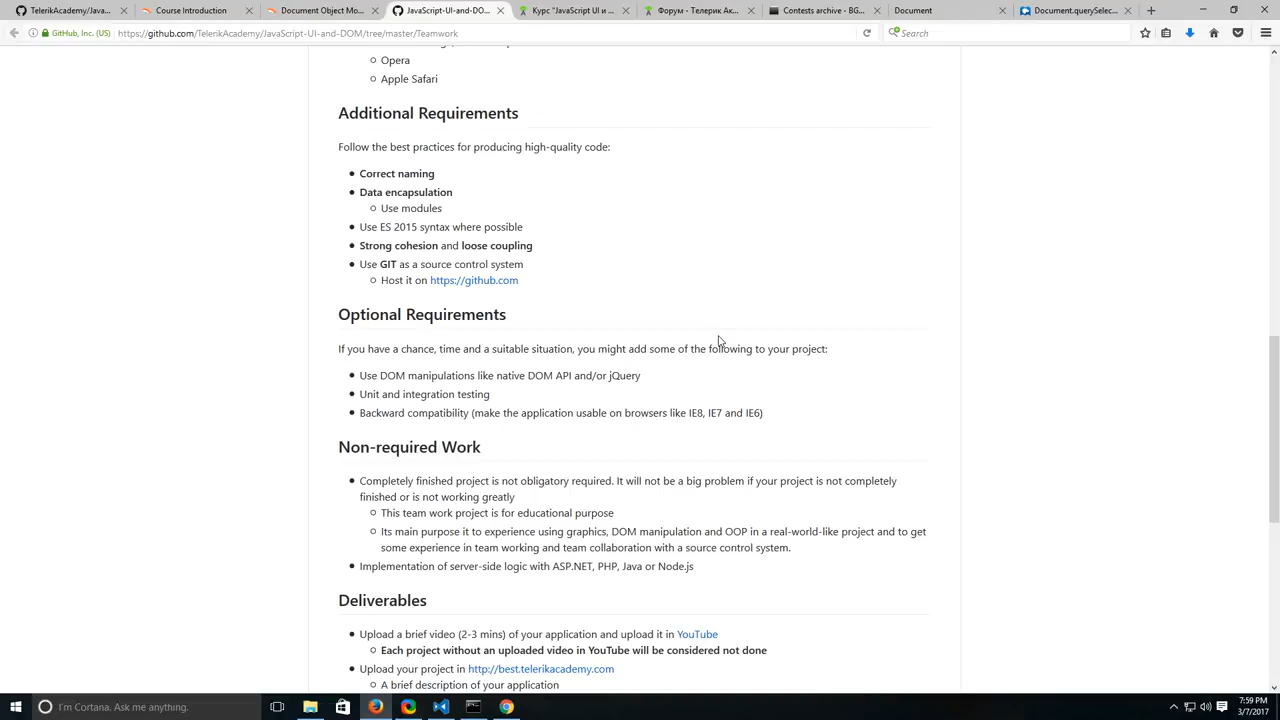 TelerikAcademy/Java...
Course Introduction
Document Object Mo...
JavaScript-UI-and-DO...
Курс "JavaScript UI и ...
Форум - Телерик Ак...
Contests archive - BG...
Document
Document.querySelec...
GitHub, Inc. (US)
https://github.com/TelerikAcademy/JavaScript-UI-and-DOM/tree/master/Teamwork
Search
Opera
Apple Safari
Additional Requirements
Follow the best practices for producing high-quality code:
Correct naming
Data encapsulation
Use modules
Use ES 2015 syntax where possible
Strong cohesion and loose coupling
Use GIT as a source control system
Host it on https://github.com
Optional Requirements
If you have a chance, time and a suitable situation, you might add some of the following to your project:
Use DOM manipulations like native DOM API and/or jQuery
Unit and integration testing
Backward compatibility (make the application usable on browsers like IE8, IE7 and IE6)
Non-required Work
Completely finished project is not obligatory required. It will not be a big problem if your project is not completely
finished or is not working greatly
This team work project is for educational purpose
Its main purpose it to experience using graphics, DOM manipulation and OOP in a real-world-like project and to get
some experience in team working and team collaboration with a source control system.
Implementation of server-side logic with ASP.NET, PHP, Java or Node.js
Deliverables
Upload a brief video (2-3 mins) of your application and upload it in YouTube
Each project without an uploaded video in YouTube will be considered not done
Upload your project in http://best.telerikacademy.com
A brief description of your application
I'm Cortana. Ask me anything.
7:59 PM
3/7/2017